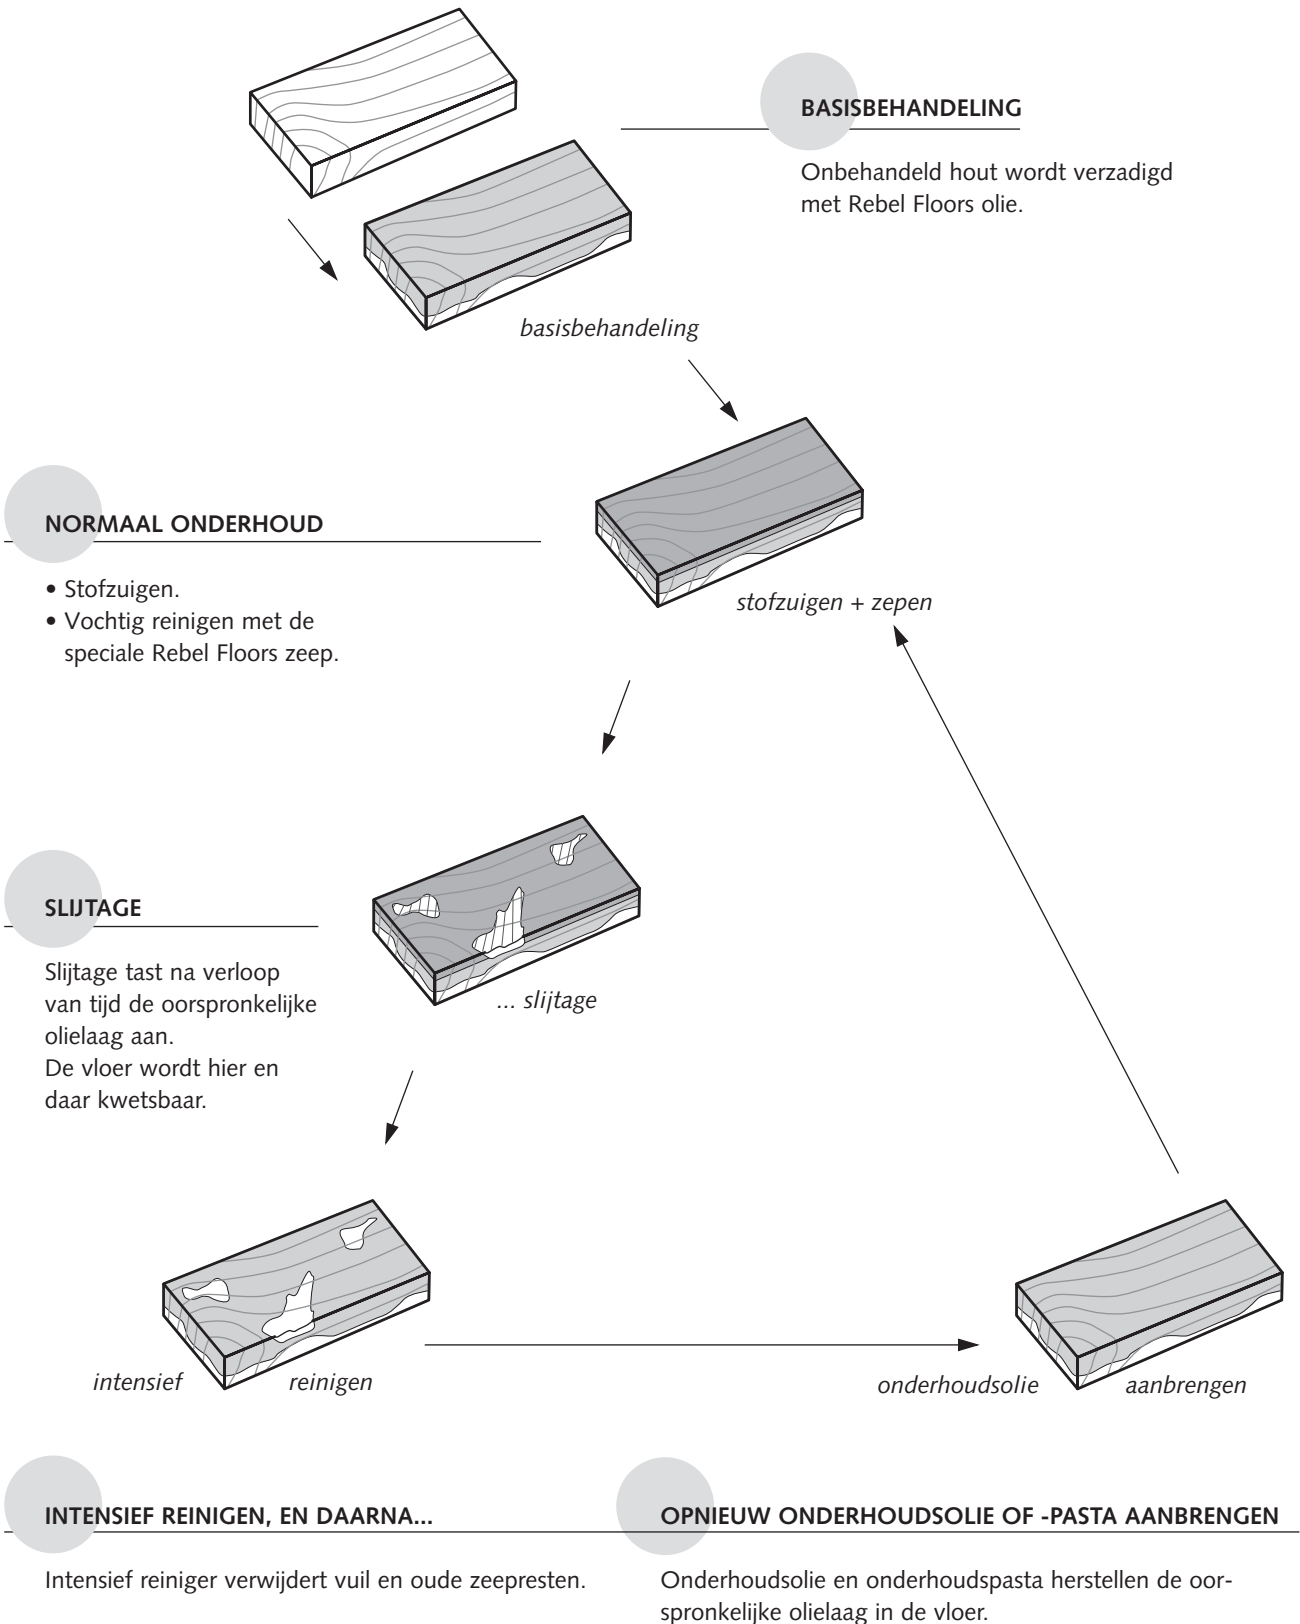 BASISBEHANDELING
Onbehandeld hout wordt verzadigd
met Rebel Floors olie.
basisbehandeling
NORMAAL ONDERHOUD
• Stofzuigen.
• Vochtig reinigen met de
speciale Rebel Floors zeep.
stofzuigen + zepen
SLIJTAGE
Slijtage tast na verloop
van tijd de oorspronkelijke
olielaag aan.
De vloer wordt hier en
daar kwetsbaar.
... slijtage
intensief reinigen
onderhoudsolie aanbrengen
INTENSIEF REINIGEN, EN DAARNA...
Intensief reiniger verwijdert vuil en oude zeepresten.
OPNIEUW ONDERHOUDSOLIE OF -PASTA AANBRENGEN
Onderhoudsolie en onderhoudspasta herstellen de oor-
spronkelijke olielaag in de vloer.